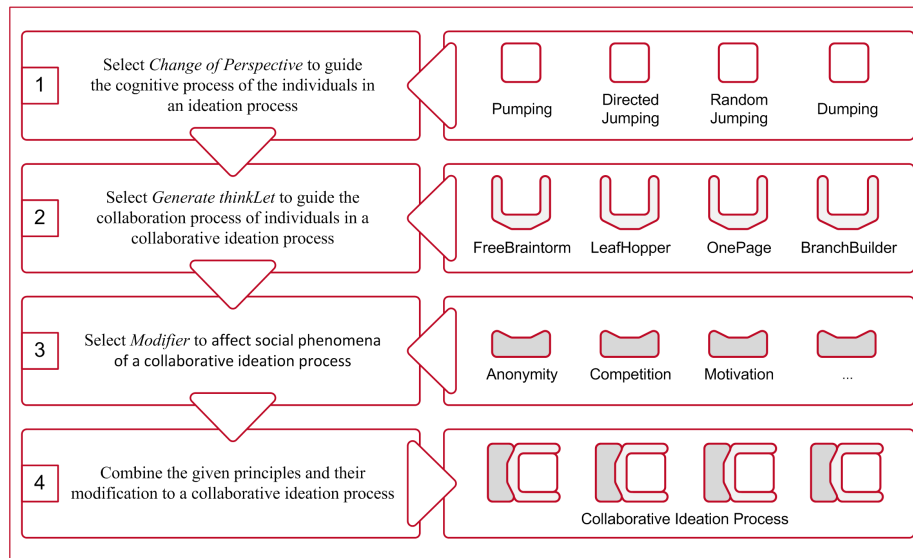 1
Select Change of Perspective to guide
the cognitive process of the individuals in
an ideation process
Pumping
Directed
Jumping
Random
Jumping
Dumping
2
Select Generate thinkLet to guide the
collaboration process of individuals in a
collaborative ideation process
FreeBraintorm
LeafHopper
OnePage
BranchBuilder
3
Select Modifier to affect social phenomena
of a collaborative ideation process
Anonymity
Competition
Motivation
...
4
Combine the given principles and their
modification to a collaborative ideation process
Collaborative Ideation Process